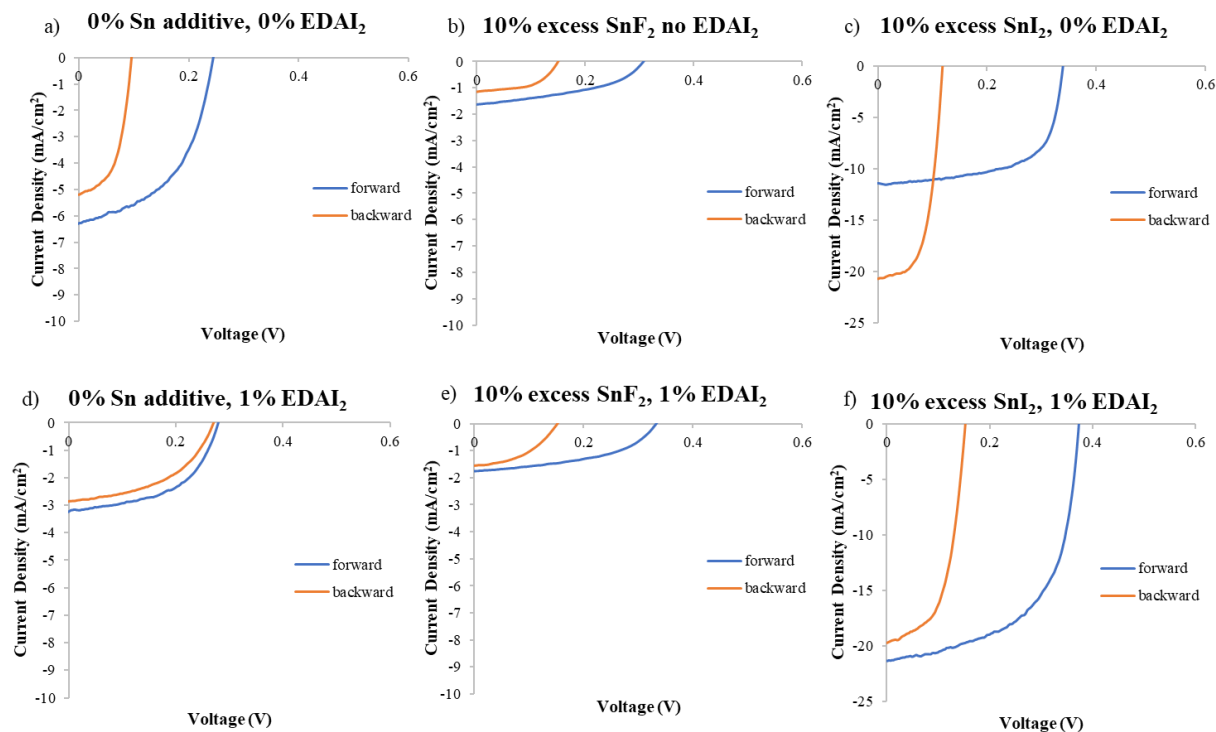 a) 0% Sn additive, 0% EDAI₂
0
0.2
0.4
0.6
0
-1
-2
-3
-4
-5
-6
-7
-8
-9
-10
Current Density (mA/cm²)
Voltage (V)
forward
backward
b) 10% excess SnF₂ no EDAI₂
0
0.2
0.4
0.6
0
-1
-2
-3
-4
-5
-6
-7
-8
-9
-10
Current Density (mA/cm²)
Voltage (V)
forward
backward
c) 10% excess SnI₂, 0% EDAI₂
0
0.2
0.4
0.6
0
-5
-10
-15
-20
-25
Current Density (mA/cm²)
Voltage (V)
forward
backward
d) 0% Sn additive, 1% EDAI₂
0
0.2
0.4
0.6
0
-1
-2
-3
-4
-5
-6
-7
-8
-9
-10
Current Density (mA/cm²)
Voltage (V)
forward
backward
e) 10% excess SnF₂, 1% EDAI₂
0
0.2
0.4
0.6
0
-1
-2
-3
-4
-5
-6
-7
-8
-9
-10
Current Density (mA/cm²)
Voltage (V)
forward
backward
f) 10% excess SnI₂, 1% EDAI₂
0
0.2
0.4
0.6
0
-5
-10
-15
-20
-25
Current Density (mA/cm²)
Voltage (V)
forward
backward